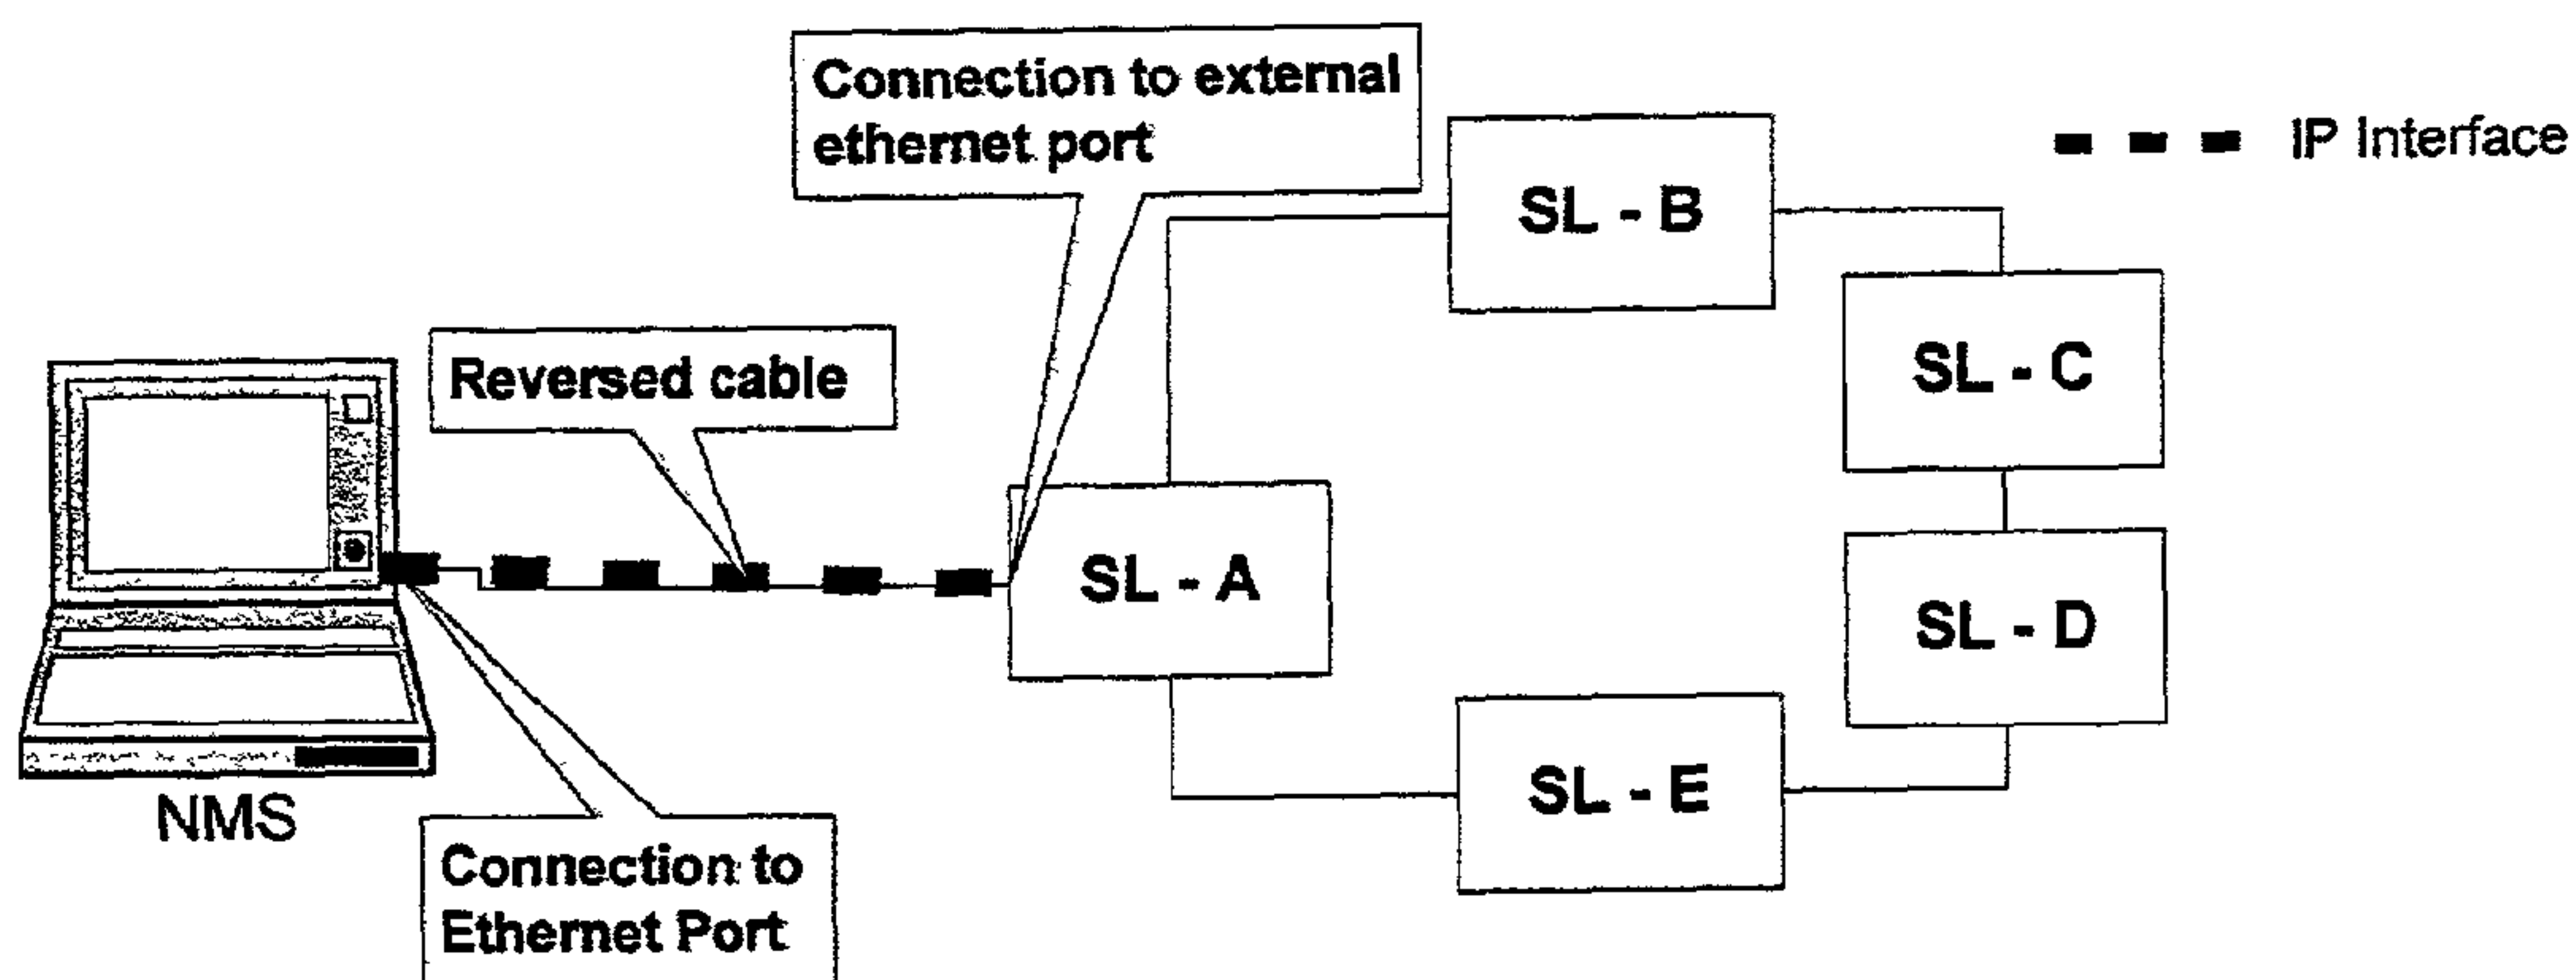 Connection to external
ethernet port
IP Interface
SL - B
SL - C
Reversed cable
SL - A
SL - D
SL - E
NMS
Connection to
Ethernet Port